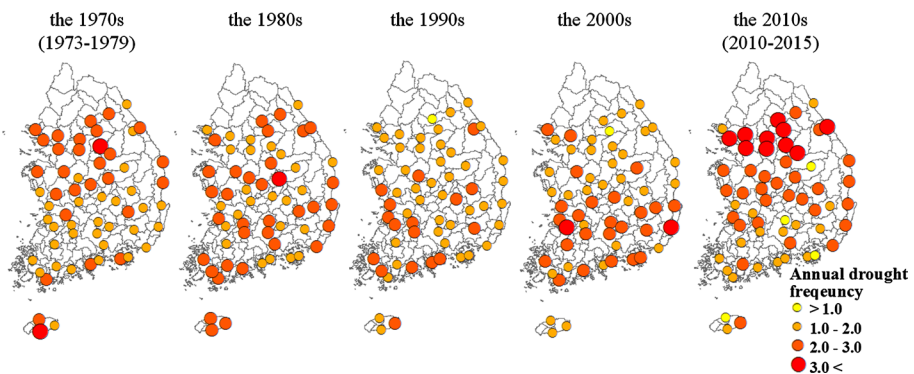 the 1970s
(1973-1979)
the 1980s
the 1990s
the 2000s
the 2010s
(2010-2015)
Annual drought
freqeuncy
> 1.0
1.0 - 2.0
2.0 - 3.0
3.0 <